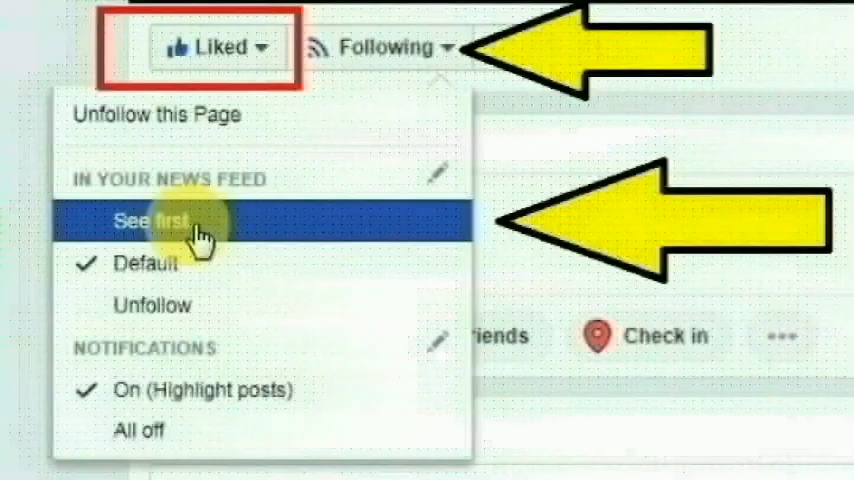 Liked Following
Unfollow this Page
IN YOUR NEWS FEED
See first
Default
Unfollow
riends Check in
NOTIFICATIONS
On (Highlight posts)
All off